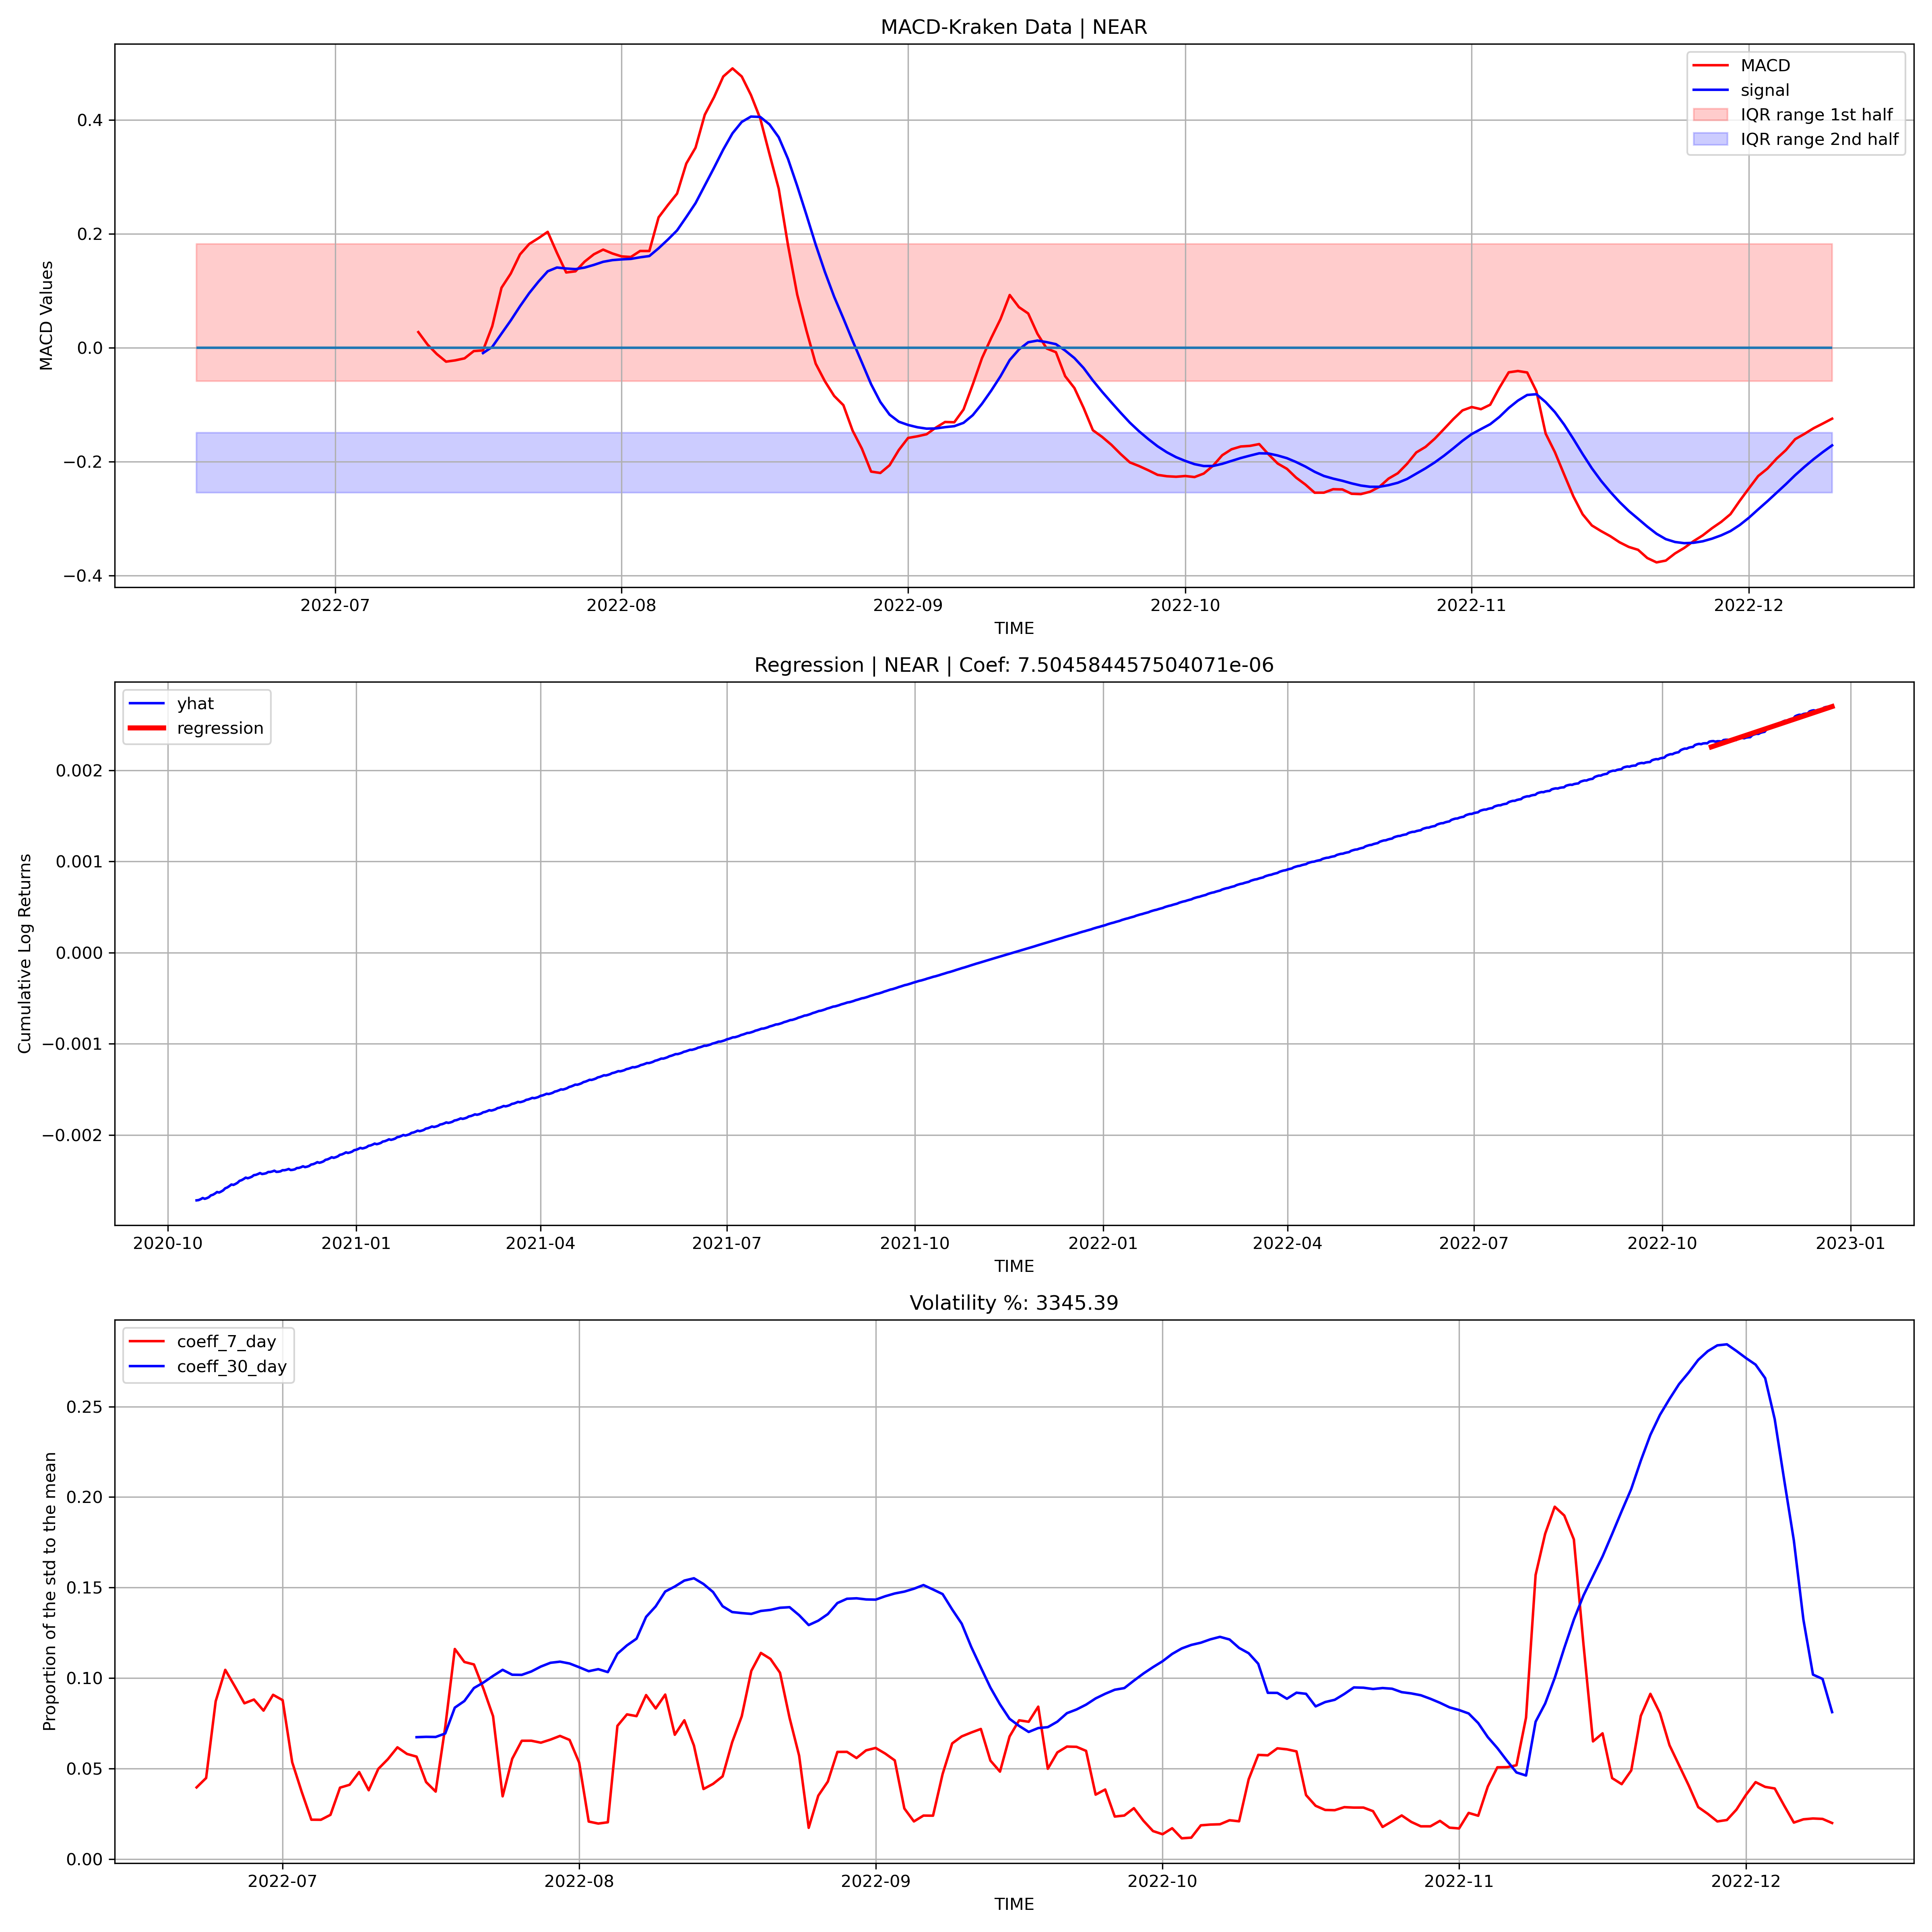 MACD-Kraken Data | NEAR
MACD
signal
IQR range 1st half
IQR range 2nd half
MACD Values
0.4
0.2
0.0
−0.2
−0.4
2022-07 2022-08 2022-09 2022-10 2022-11 2022-12
TIME
Regression | NEAR | Coef: 7.504584457504071e-06
yhat
regression
Cumulative Log Returns
0.002
0.001
0.000
−0.001
−0.002
2020-10 2021-01 2021-04 2021-07 2021-10 2022-01 2022-04 2022-07 2022-10 2023-01
TIME
Volatility %: 3345.39
coeff_7_day
coeff_30_day
Proportion of the std to the mean
0.25
0.20
0.15
0.10
0.05
0.00
2022-07 2022-08 2022-09 2022-10 2022-11 2022-12
TIME